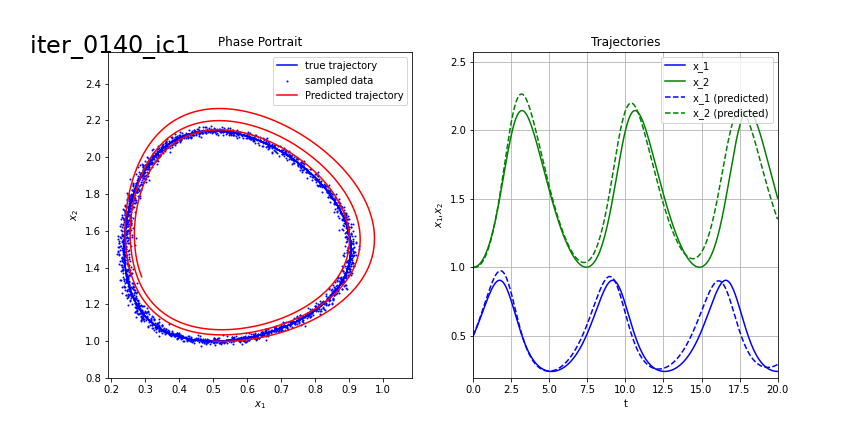 iter_0140_ic1
Phase Portrait
true trajectory
sampled data
Predicted trajectory
2.4
2.2
2.0
1.8
1.6
1.4
1.2
1.0
0.8
x_2
0.2 0.3 0.4 0.5 0.6 0.7 0.8 0.9 1.0
x_1
Trajectories
x_1
x_2
x_1 (predicted)
x_2 (predicted)
2.5
2.0
1.5
1.0
0.5
x_1,x_2
0.0 2.5 5.0 7.5 10.0 12.5 15.0 17.5 20.0
t